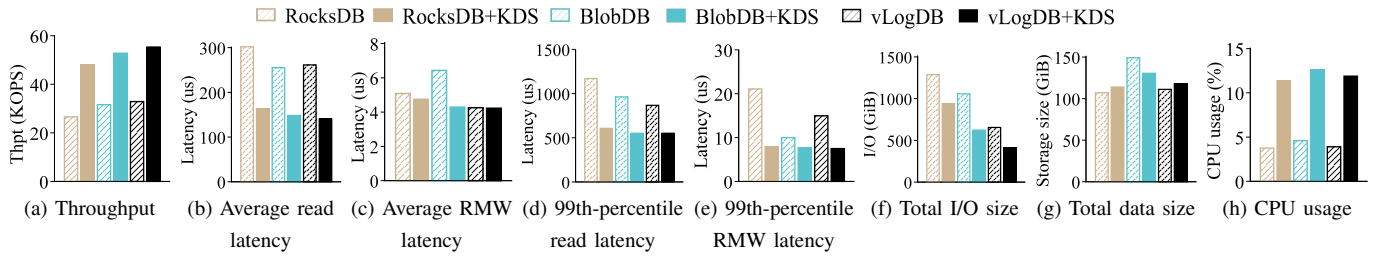 RocksDB RocksDB+KDS BlobDB BlobDB+KDS vLogDB vLogDB+KDS
Thpt (KOPS)
60
40
20
0
(a) Throughput
Latency (us)
300
200
100
0
(b) Average read
latency
Latency (us)
8
6
4
2
0
(c) Average RMW
latency
Latency (us)
1500
1000
500
0
(d) 99th-percentile
read latency
Latency (us)
30
20
10
0
(e) 99th-percentile
RMW latency
I/O (GiB)
1500
1000
500
0
(f) Total I/O size
Storage size (GiB)
150
100
50
0
(g) Total data size
CPU usage (%)
15
10
5
0
(h) CPU usage